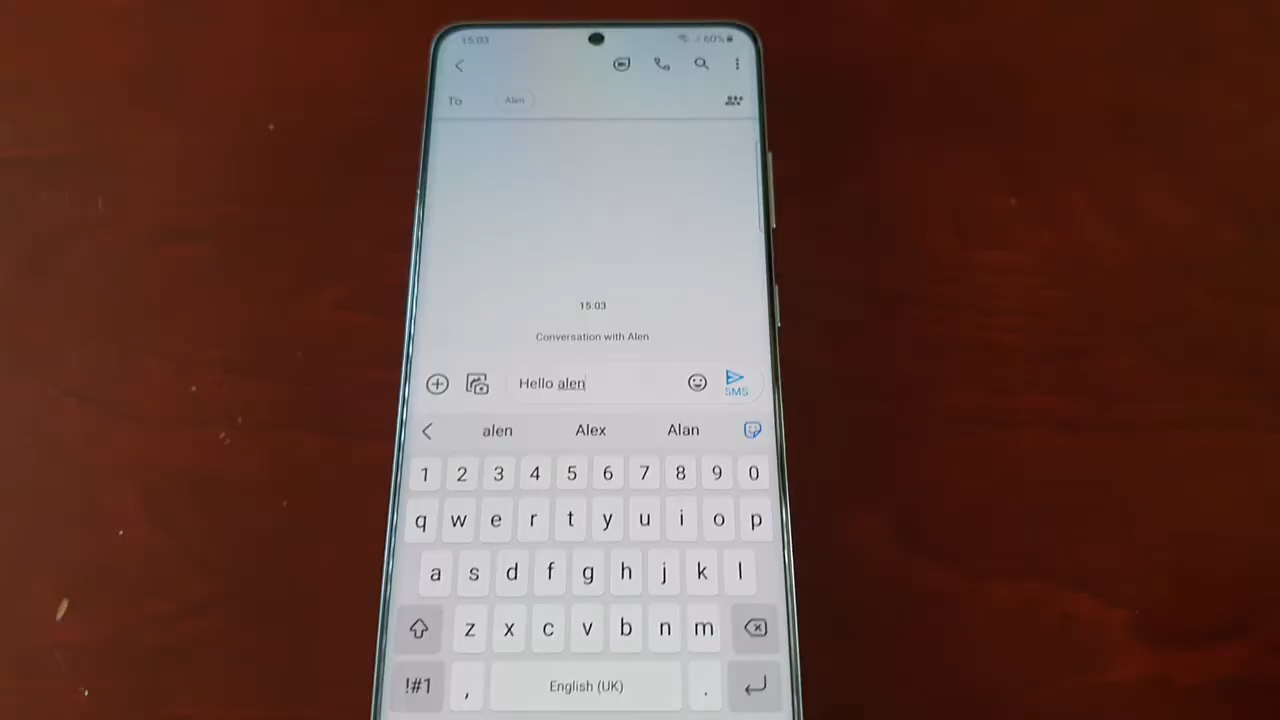 15:03 60%
To Alen
15:03
Conversation with Alen
Hello alen
SMS
alen Alex Alan
1 2 3 4 5 6 7 8 9 0
q w e r t y u i o p
a s d f g h j k l
z x c v b n m
!#1 , English (UK) .